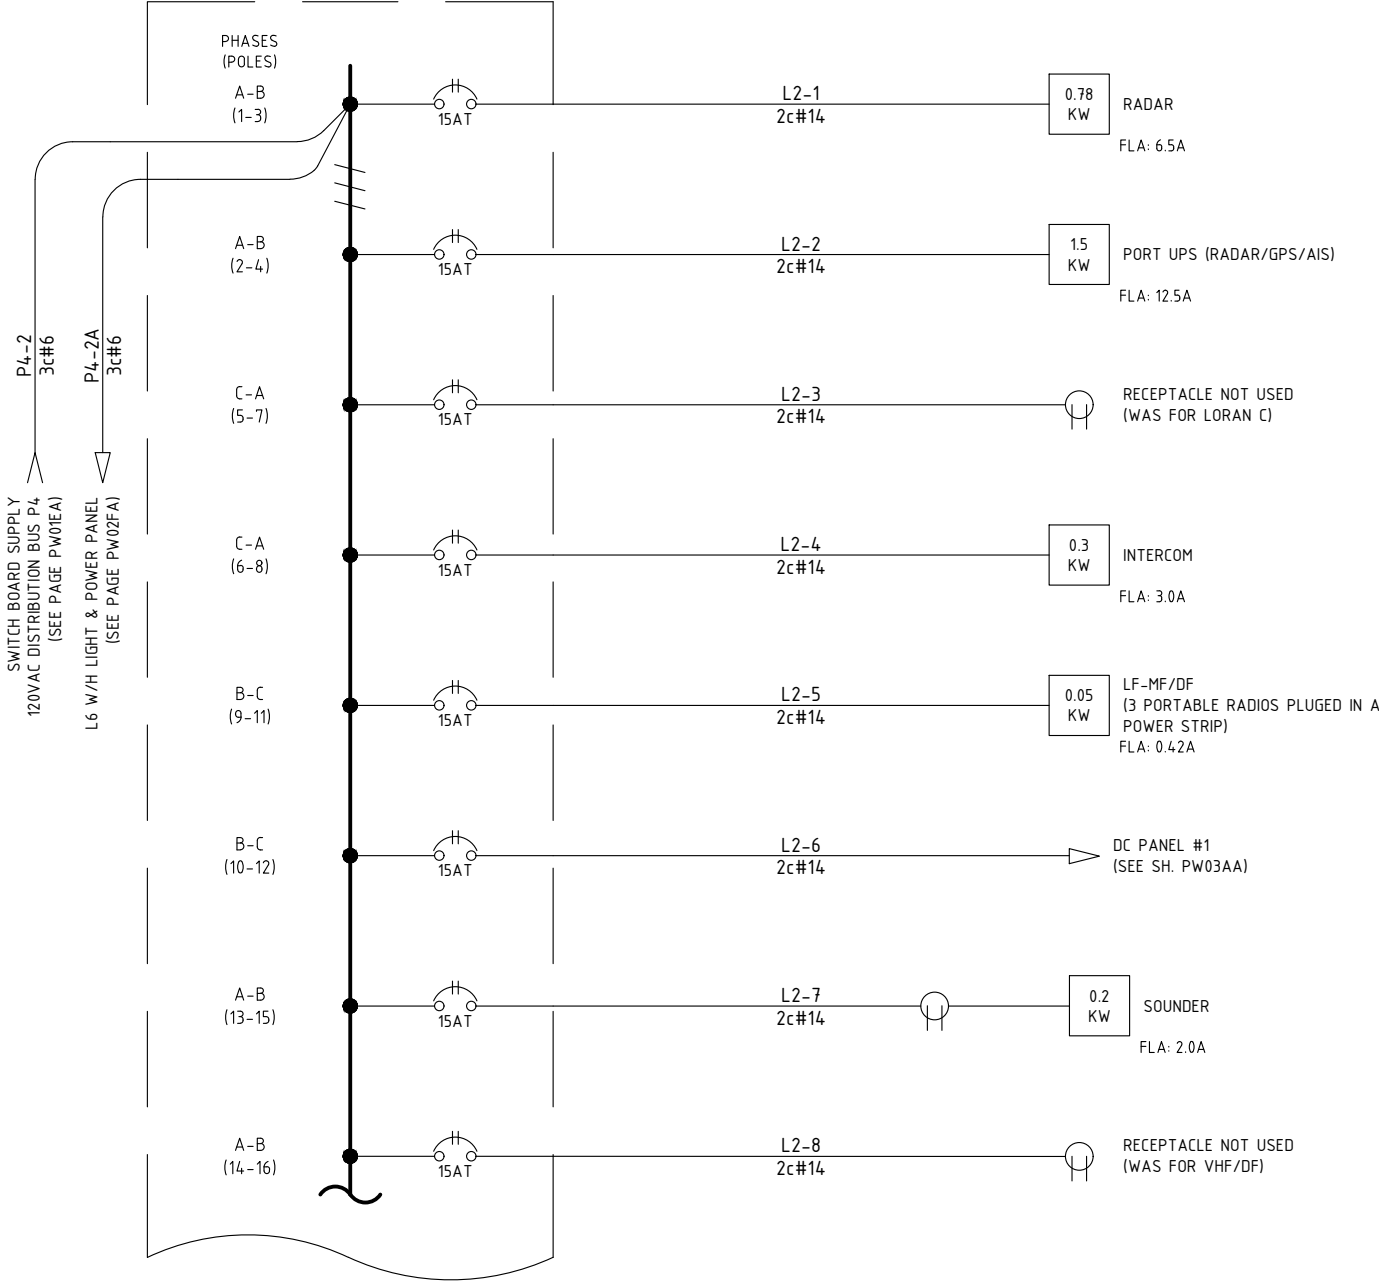 PHASES
(POLES)
A-B
(1-3)
15AT
L2-1
2c#14
0.78
KW
RADAR
FLA: 6.5A
A-B
(2-4)
15AT
L2-2
2c#14
1.5
KW
PORT UPS (RADAR/GPS/AIS)
FLA: 12.5A
P4-2
3c#6
P4-2A
3c#6
SWITCH BOARD SUPPLY
120VAC DISTRIBUTION BUS P4
(SEE PAGE PW01EA)
L6 W/H LIGHT & POWER PANEL
(SEE PAGE PW02FA)
C-A
(5-7)
15AT
L2-3
2c#14
RECEPTACLE NOT USED
(WAS FOR LORAN C)
C-A
(6-8)
15AT
L2-4
2c#14
0.3
KW
INTERCOM
FLA: 3.0A
B-C
(9-11)
15AT
L2-5
2c#14
0.05
KW
LF-MF/DF
(3 PORTABLE RADIOS PLUGED IN A
POWER STRIP)
FLA: 0.42A
B-C
(10-12)
15AT
L2-6
2c#14
DC PANEL #1
(SEE SH. PW03AA)
A-B
(13-15)
15AT
L2-7
2c#14
0.2
KW
SOUNDER
FLA: 2.0A
A-B
(14-16)
15AT
L2-8
2c#14
RECEPTACLE NOT USED
(WAS FOR VHF/DF)